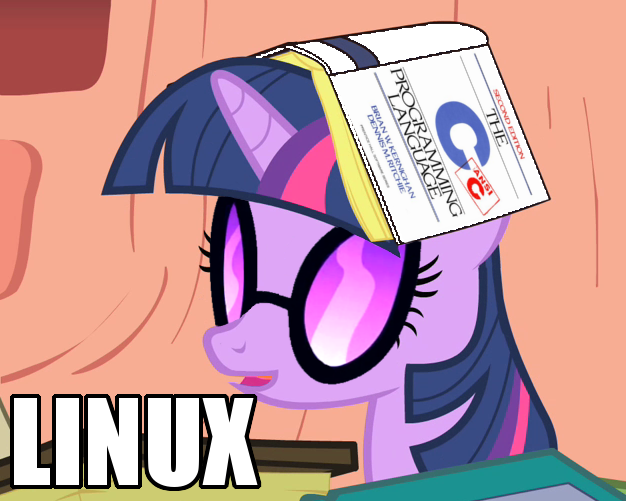 THE
C
PROGRAMMING
LANGUAGE
SECOND EDITION
ANSI
C
BRIAN W KERNIGHAN
DENNIS M.RITCHIE
LINUX